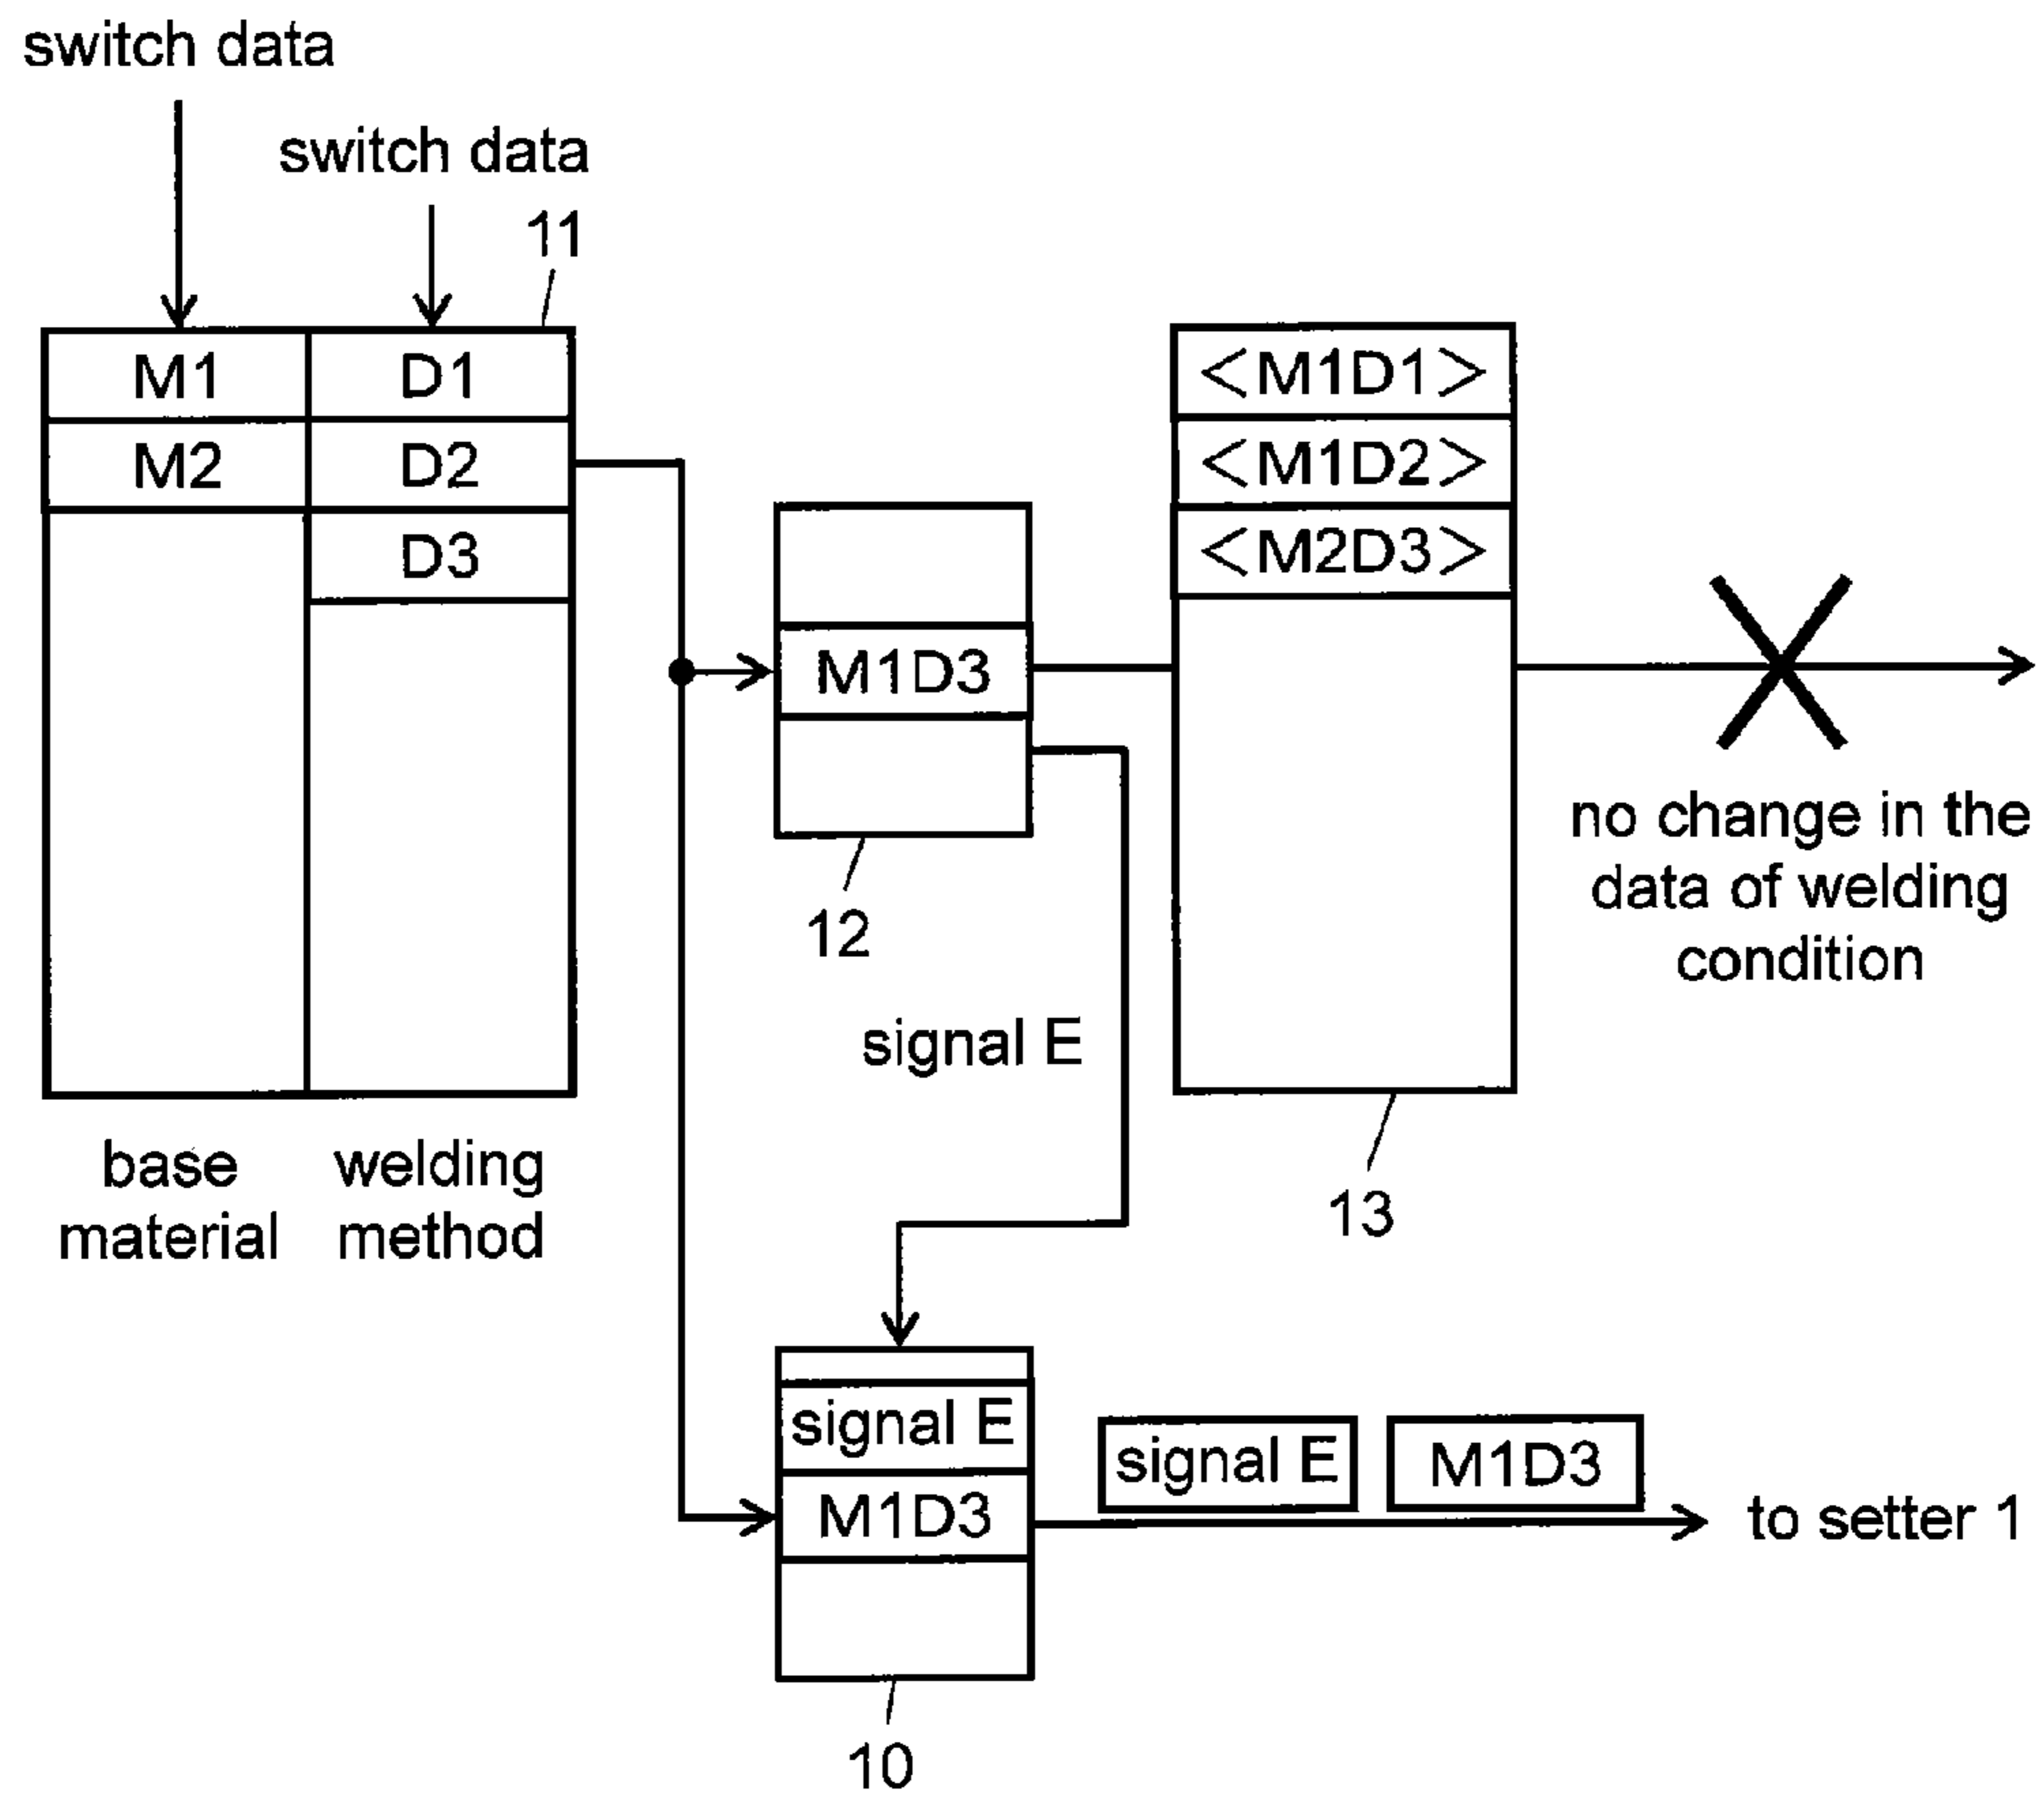 switch data
switch data
11
M1 D1
M2 D2
D3
base material
welding method
M1D3
12
<M1D1>
<M1D2>
<M2D3>
13
no change in the
data of welding
condition
signal E
signal E
M1D3
10
signal E M1D3
to setter 1